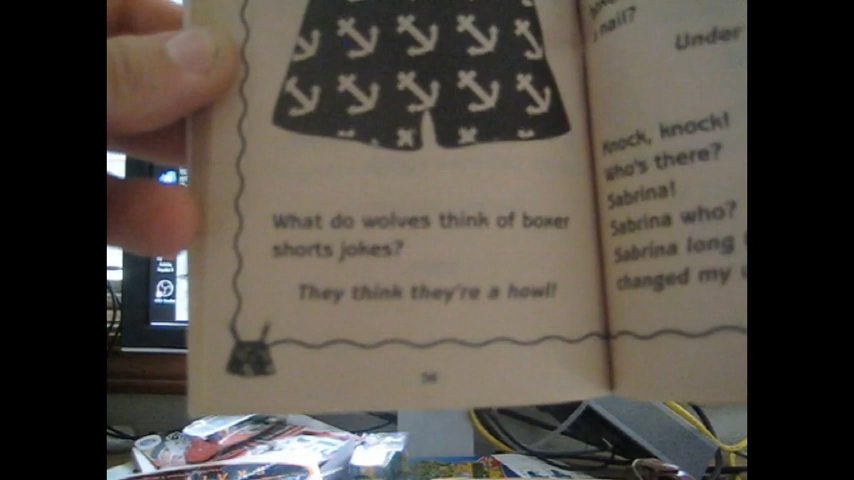 What do wolves think of boxer
shorts jokes?
They think they're a howl!
56
nail?
Under
Knock, knock!
Who's there?
Sabrina!
Sabrina who?
Sabrina long
changed my